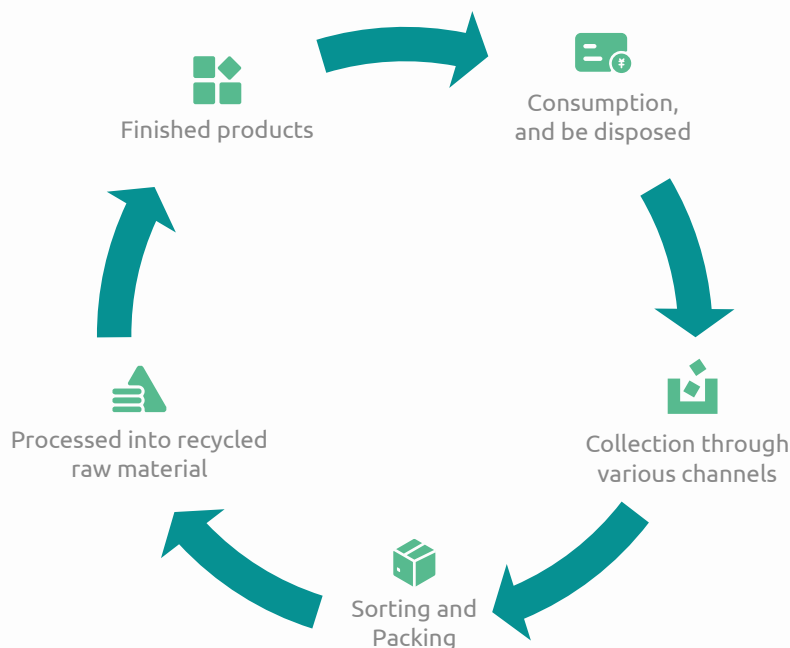 Finished products
Consumption,
and be disposed
¥
Processed into recycled
raw material
Collection through
various channels
Sorting and
Packing